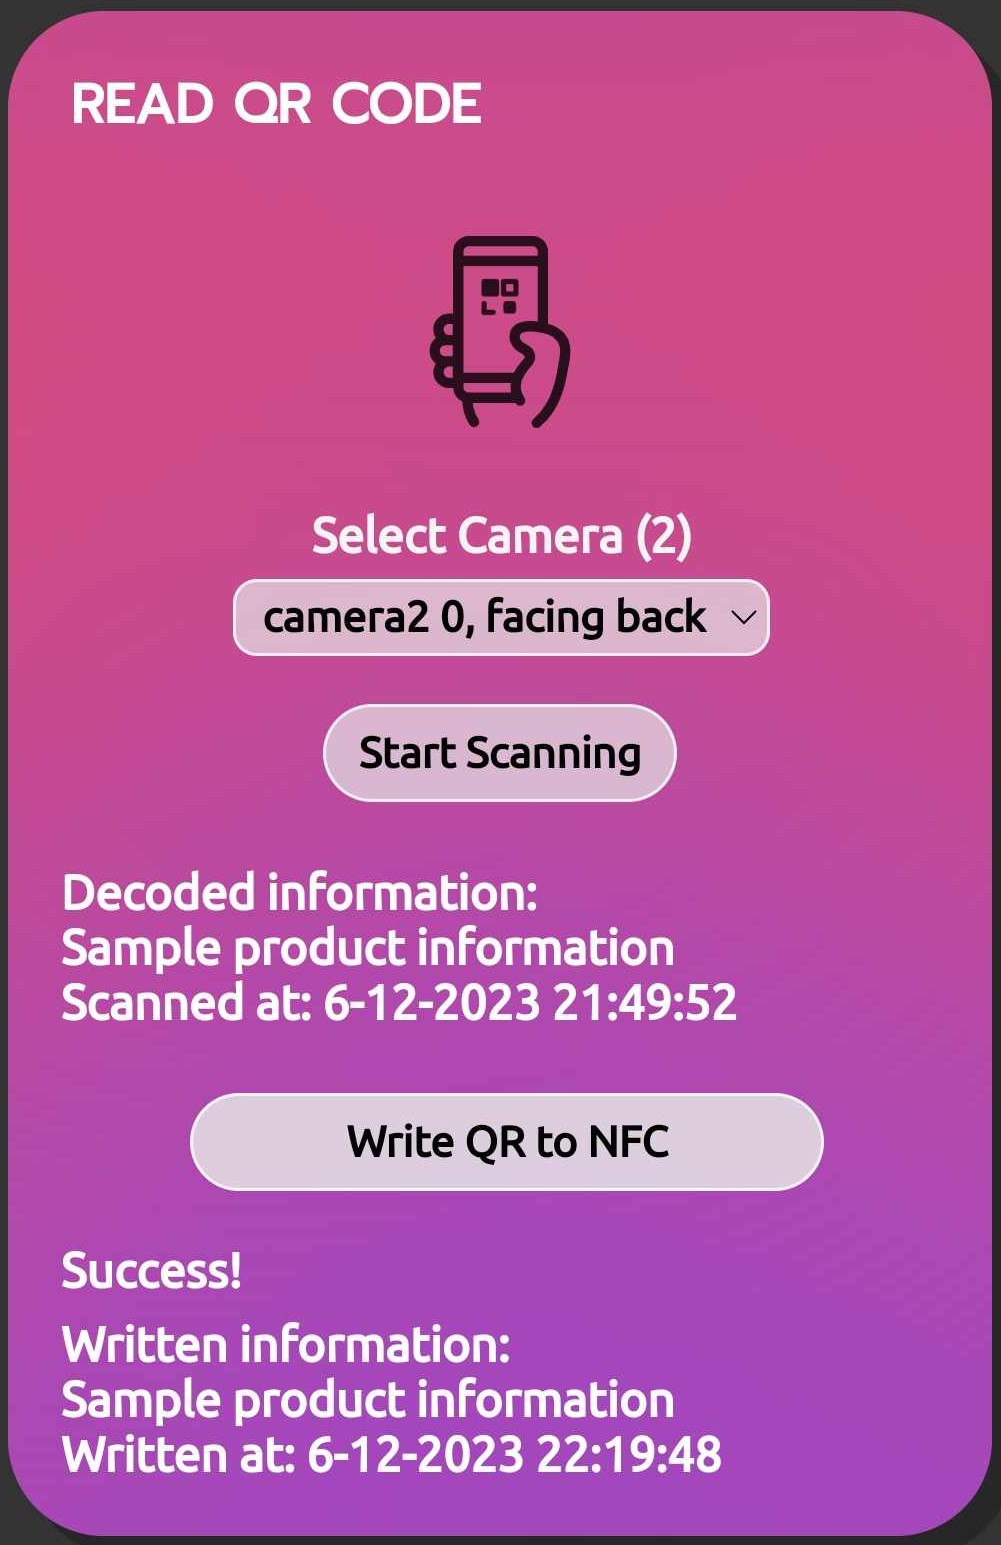 READ QR CODE
Select Camera (2)
camera2 0, facing back
Start Scanning
Decoded information:
Sample product information
Scanned at: 6-12-2023 21:49:52
Write QR to NFC
Success!
Written information:
Sample product information
Written at: 6-12-2023 22:19:48